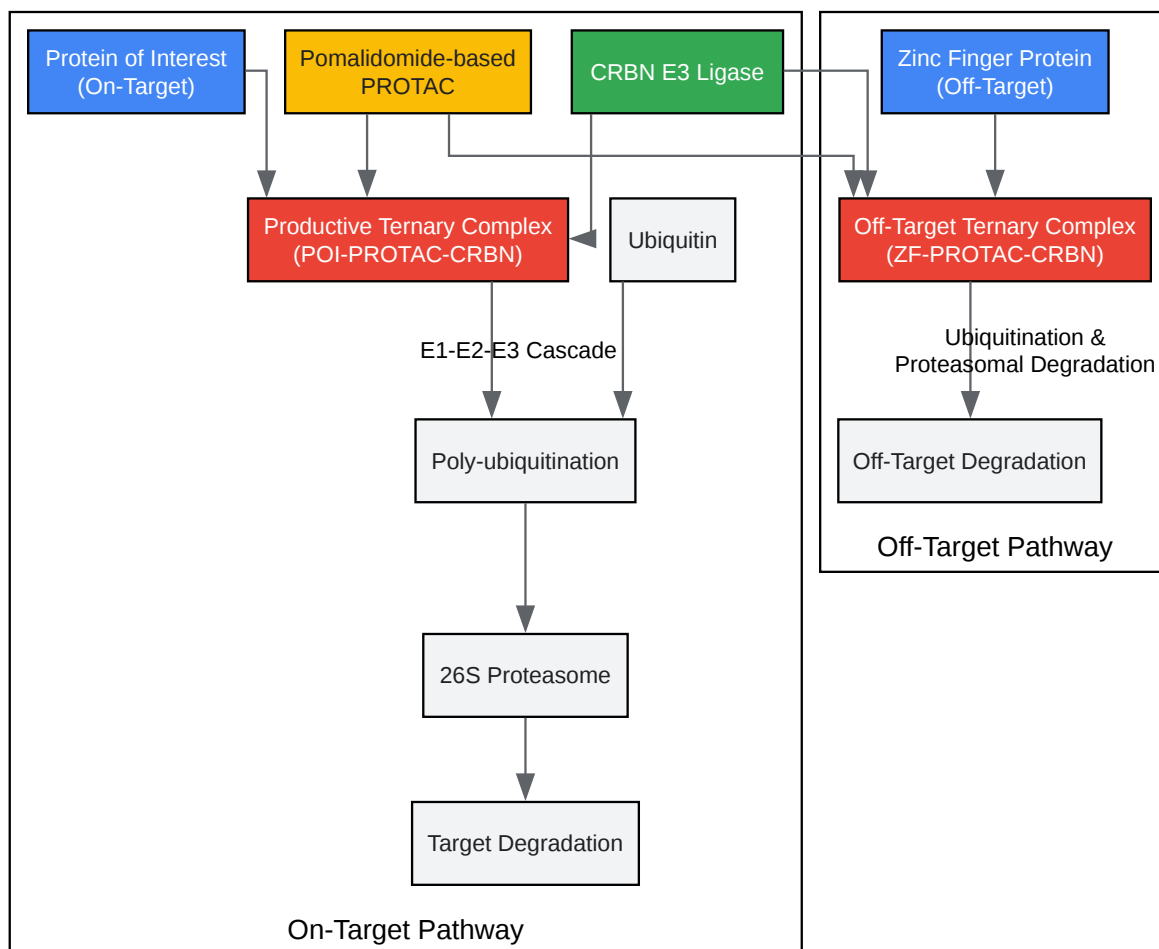 Protein of Interest
(On-Target)
Pomalidomide-based
PROTAC
CRBN E3 Ligase
Zinc Finger Protein
(Off-Target)
Productive Ternary Complex
(POI-PROTAC-CRBN)
Ubiquitin
Off-Target Ternary Complex
(ZF-PROTAC-CRBN)
E1-E2-E3 Cascade
Ubiquitination &
Proteasomal Degradation
Poly-ubiquitination
Off-Target Degradation
Off-Target Pathway
26S Proteasome
Target Degradation
On-Target Pathway